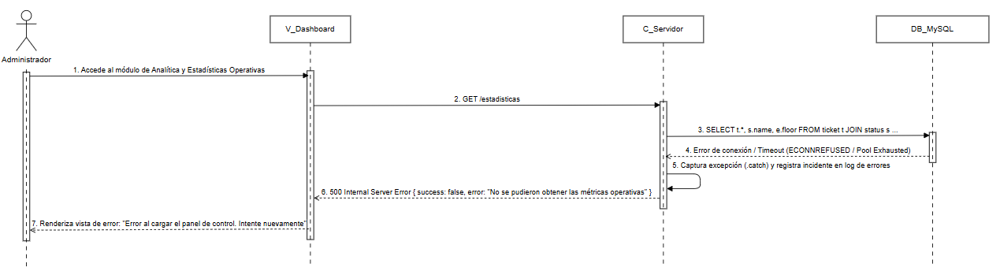 V_Dashboard
C_Servidor
DB_MySQL
Administrador
1. Accede al módulo de Analítica y Estadísticas Operativas
2. GET /estadisticas
3. SELECT t.*, s.name, e.floor FROM ticket t JOIN status s ...
4. Error de conexión / Timeout (ECONNREFUSED / Pool Exhausted)
5. Captura excepción (.catch) y registra incidente en log de errores
6. 500 Internal Server Error { success: false, error: "No se pudieron obtener las métricas operativas" }
7. Renderiza vista de error: "Error al cargar el panel de control. Intente nuevamente"